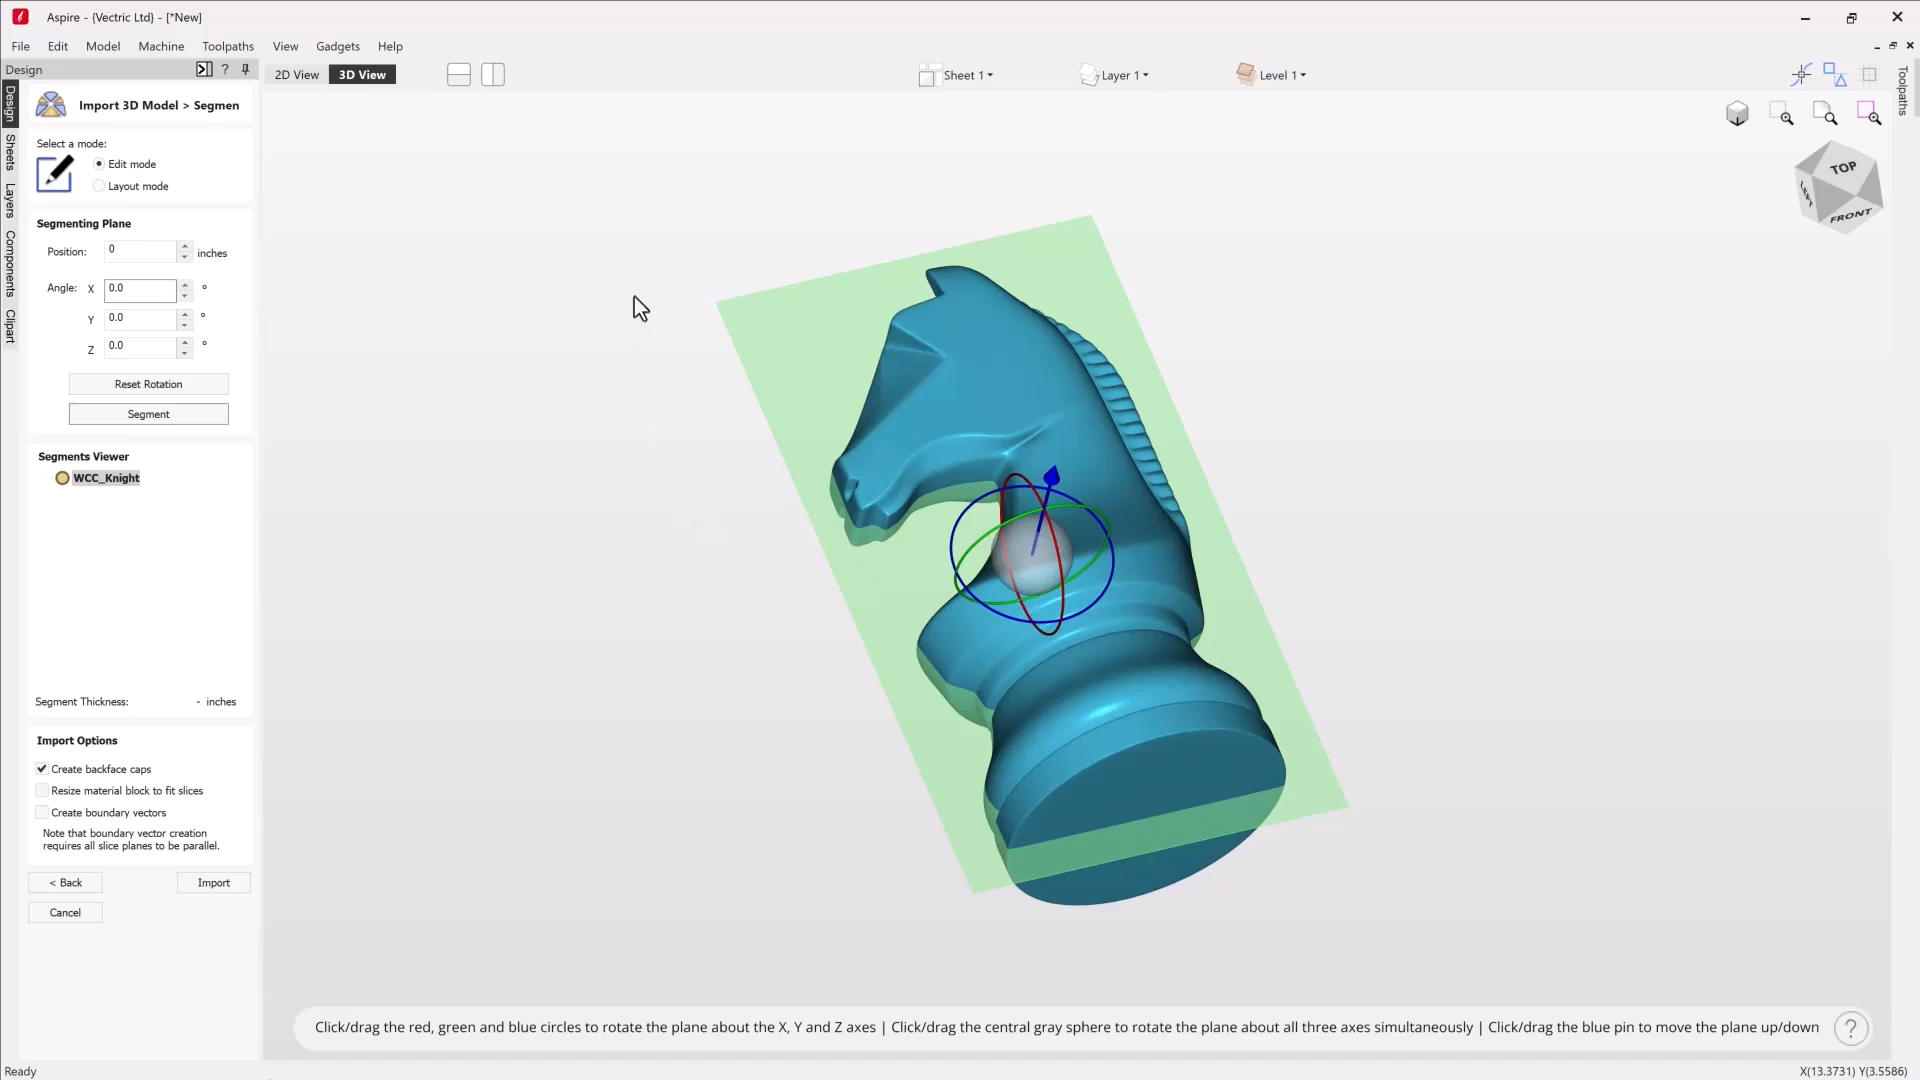 Aspire - {Vectric Ltd} - [*New]
File Edit Model Machine Toolpaths View Gadgets Help
Design
?
2D View
3D View
Sheet 1
Layer 1
Level 1
Toolpaths
Design
Sheets
Layers
Components
Clipart
Import 3D Model > Segmen
Select a mode:
Edit mode
Layout mode
Segmenting Plane
Position: 0 inches
Angle: X 0.0 °
Y 0.0 °
Z 0.0 °
Reset Rotation
Segment
Segments Viewer
WCC_Knight
Segment Thickness: - inches
Import Options
Create backface caps
Resize material block to fit slices
Create boundary vectors
Note that boundary vector creation
requires all slice planes to be parallel.
< Back
Import
Cancel
TOP
LEFT
FRONT
Click/drag the red, green and blue circles to rotate the plane about the X, Y and Z axes | Click/drag the central gray sphere to rotate the plane about all three axes simultaneously | Click/drag the blue pin to move the plane up/down
?
Ready
X(13.3731) Y(3.5586)